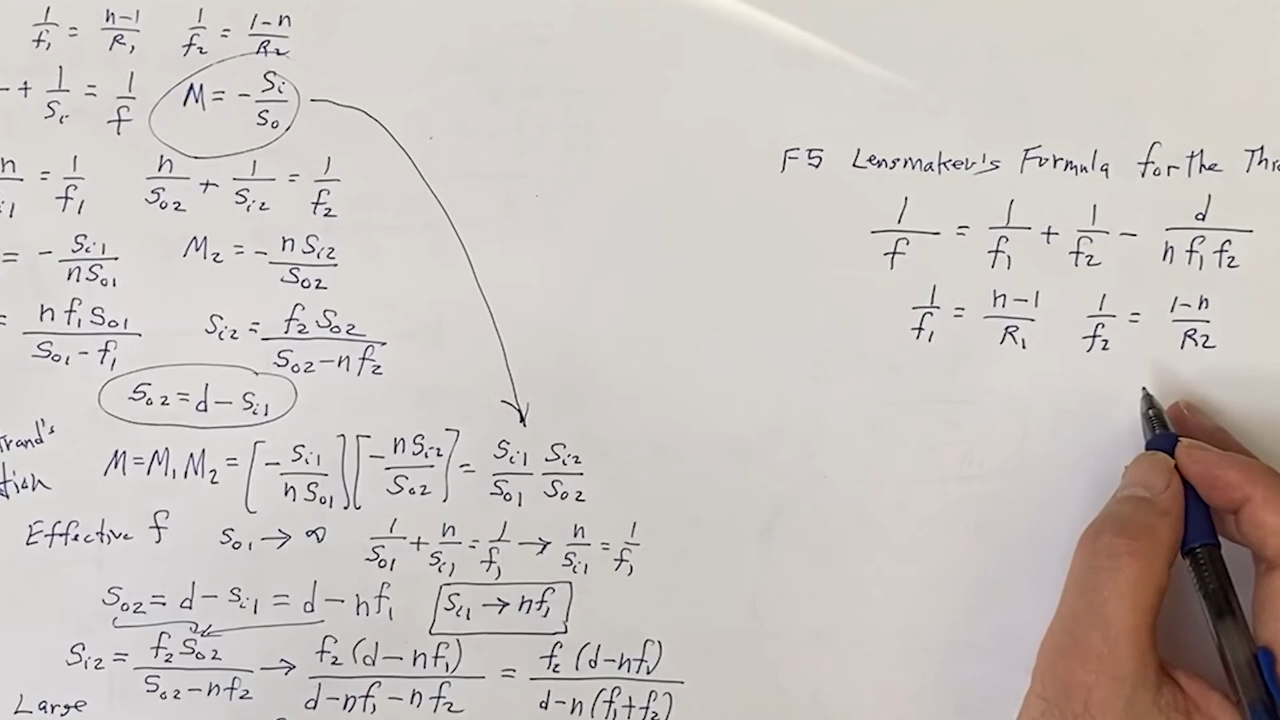 1/f₁ = n-1/R₁   1/f₂ = 1-n/R₂
+ 1/Sᵢ = 1/f   M = - Sᵢ/S₀
n/ᵢ₁ = 1/f₁   n/S₀₂ + 1/Sᵢ₂ = 1/f₂
= - Sᵢ₁/nS₀₁   M₂ = - nSᵢ₂/S₀₂
= nf₁S₀₁/S₀₁-f₁   Sᵢ₂ = f₂S₀₂/S₀₂-nf₂
S₀₂ = d - Sᵢ₁
M = M₁M₂ = [- Sᵢ₁/nS₀₁][- nSᵢ₂/S₀₂] = Sᵢ₁/S₀₁ Sᵢ₂/S₀₂
Effective f   S₀₁ → ∞   1/S₀₁ + n/Sᵢ₁ = 1/f₁ → n/Sᵢ₁ = 1/f₁
S₀₂ = d - Sᵢ₁ = d - nf₁   Sᵢ₁ → nf₁
Sᵢ₂ = f₂S₀₂/S₀₂-nf₂ → f₂(d-nf₁)/d-nf₁-nf₂ = f₂(d-nf₁)/d-n(f₁+f₂)
Large
F5 Lensmaker's Formula for the
1/f = 1/f₁ + 1/f₂ - d/nf₁f₂
1/f₁ = n-1/R₁   1/f₂ = 1-n/R2